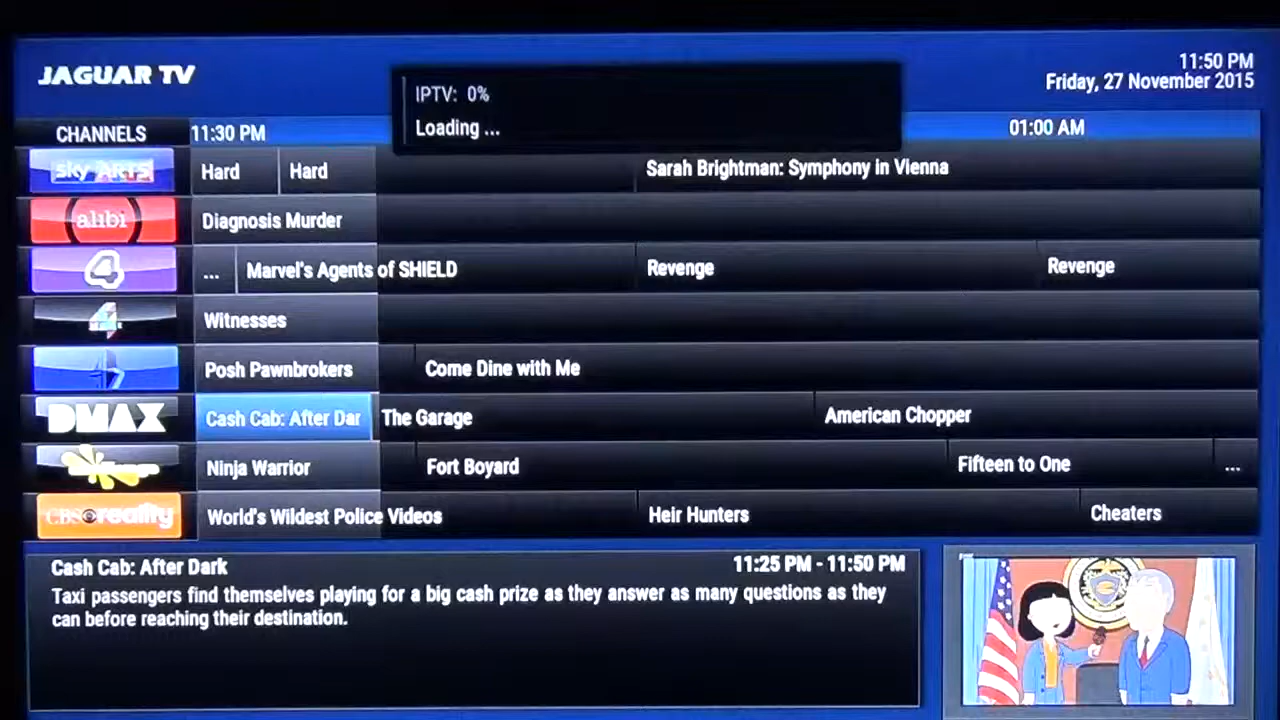 JAGUAR TV
11:50 PM
Friday, 27 November 2015
IPTV: 0%
Loading ...
CHANNELS 11:30 PM 01:00 AM
sky ARTS Hard Hard Sarah Brightman: Symphony in Vienna
alibi Diagnosis Murder
4 ... Marvel's Agents of SHIELD Revenge Revenge
4 Witnesses
Posh Pawnbrokers Come Dine with Me
DMAX Cash Cab: After Dar The Garage American Chopper
Ninja Warrior Fort Boyard Fifteen to One ...
CBS reality World's Wildest Police Videos Heir Hunters Cheaters
Cash Cab: After Dark 11:25 PM - 11:50 PM
Taxi passengers find themselves playing for a big cash prize as they answer as many questions as they
can before reaching their destination.